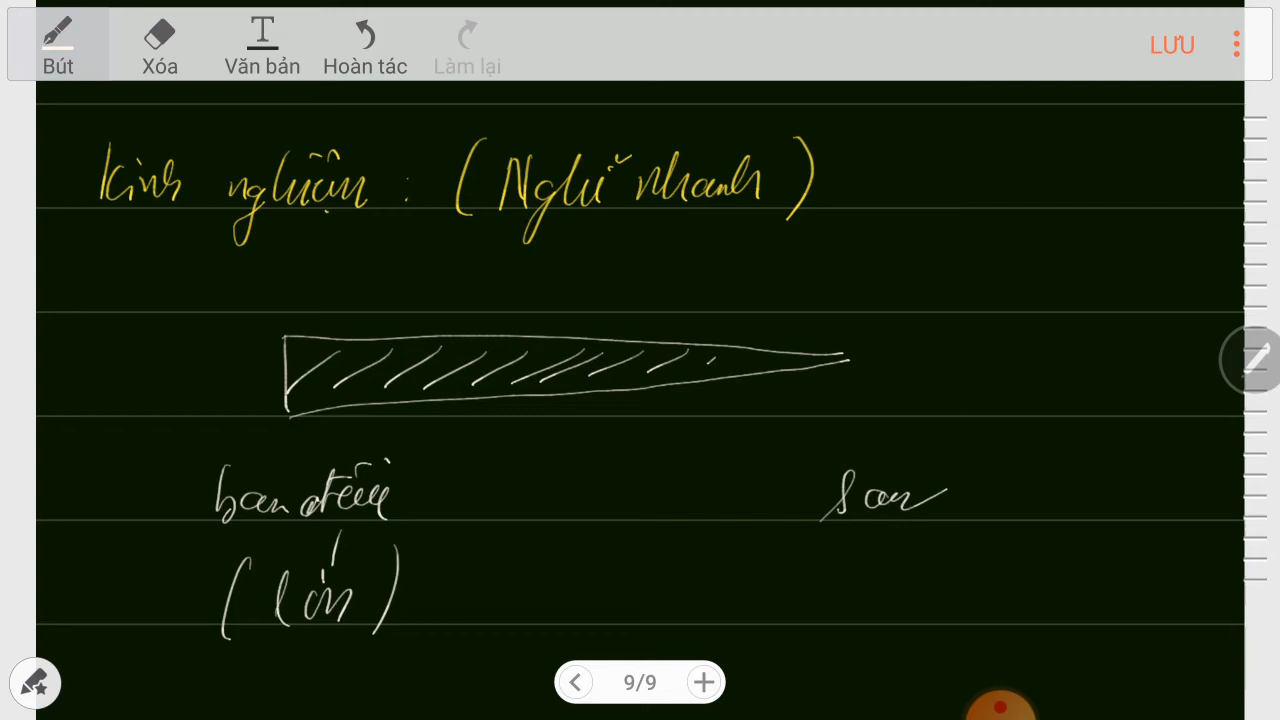 Bút Xóa Văn bản Hoàn tác Làm lại LƯU
Kinh nghiệm : (Nghĩ nhanh)
ban đầu sau
(lớn)
9/9